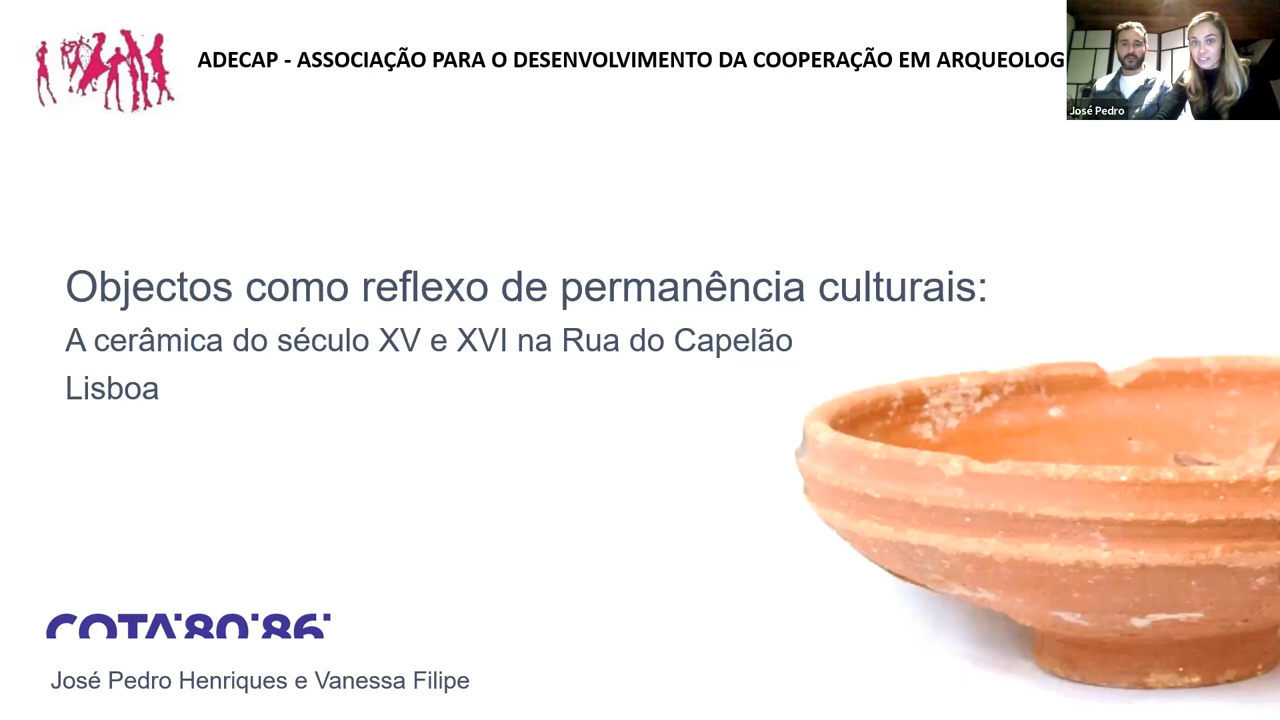 ADECAP - ASSOCIAÇÃO PARA O DESENVOLVIMENTO DA COOPERAÇÃO EM ARQUEOLOG
José Pedro
Objectos como reflexo de permanência culturais:
A cerâmica do século XV e XVI na Rua do Capelão
Lisboa
COTA'80'86'
José Pedro Henriques e Vanessa Filipe